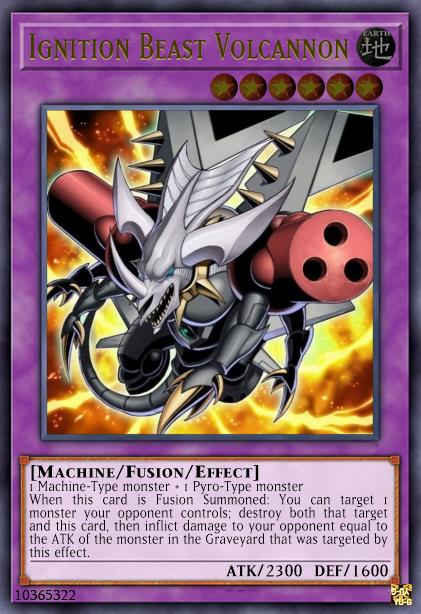 IGNITION BEAST VOLCANNON
EARTH
地
[MACHINE/FUSION/EFFECT]
1 Machine-Type monster + 1 Pyro-Type monster
When this card is Fusion Summoned: You can target 1
monster your opponent controls; destroy both that target
and this card, then inflict damage to your opponent equal to
the ATK of the monster in the Graveyard that was targeted by
this effect.
ATK/2300 DEF/1600
10365322